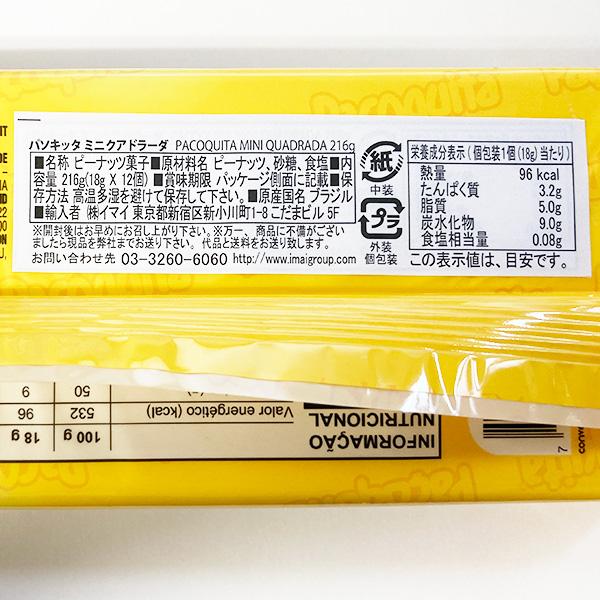 パソキッタ ミニクアドラーダ PACOQUITA MINI QUADRADA 216g
■名称 ピーナッツ菓子■原材料名 ピーナッツ、砂糖、食塩■内
容量 216g(18g X 12個) ■賞味期限 パッケージ側面に記載■保
存方法 高温多湿を避けて保存して下さい。■原産国名 ブラジル
■輸入者 ㈱イマイ 東京都新宿区新小川町1-8 こだまビル 5F
※開封後はお早めにお召し上がり下さい。※万一、商品に不備がござい
ましたら現品を弊社までお送り下さい。代品と送料をお送り致します。
お問い合わせ先 03-3260-6060 http://www.imaigroup.com/
紙
中装
プラ
外装
個包装
栄養成分表示（個包装1個(18g)当たり）
熱量 96 kcal
たんぱく質 3.2g
脂質 5.0g
炭水化物 9.0g
食塩相当量 0.08g
この表示値は、目安です。
Pacoquita
INFORMAÇÃO
NUTRICIONAL
100 g 18 g
Valor energético (kcal) 532 96
50 9